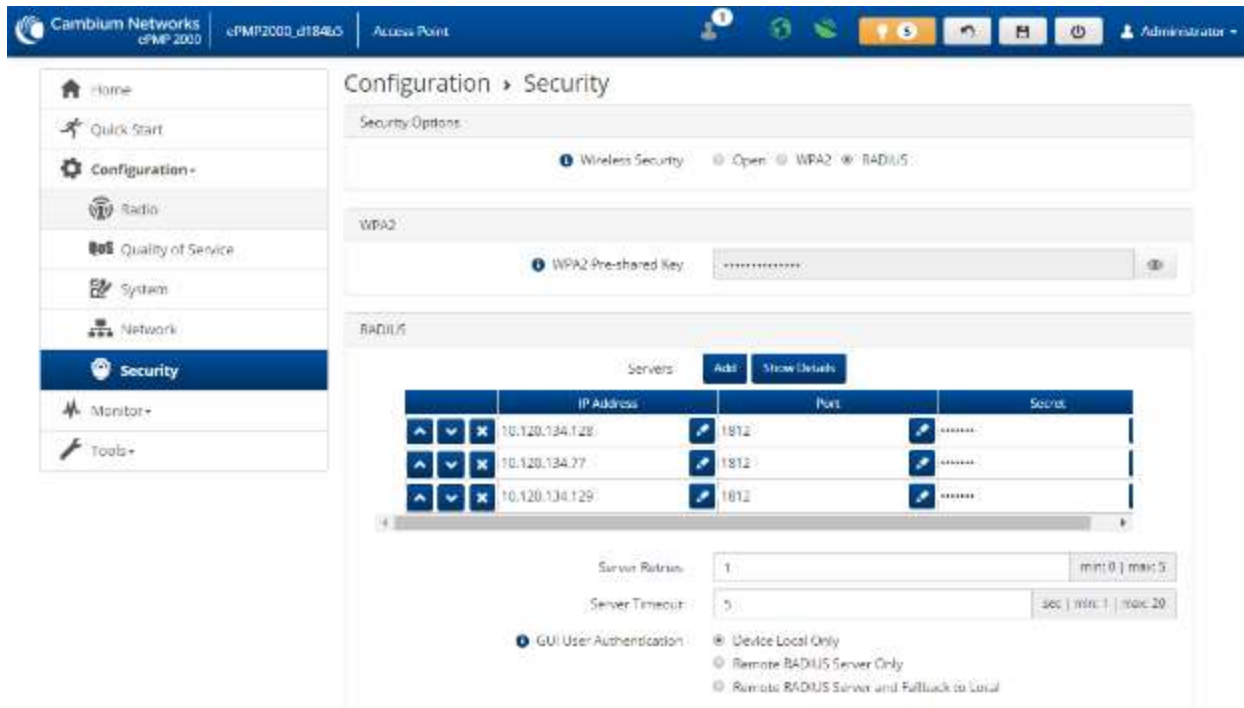 Cambium Networks
ePMP 2000
ePMP2000_d184b5
Access Point
1
5
Administrator
Home
Quick Start
Configuration
Radio
QoS Quality of Service
System
Network
Security
Monitor
Tools
Configuration › Security
Security Options
Wireless Security Open WPA2 RADIUS
WPA2
WPA2 Pre-shared Key ••••••••••••••
RADIUS
Servers Add Show Details
IP Address Port Secret
10.120.134.128 1812 •••••••
10.120.134.77 1812 •••••••
10.120.134.129 1812 •••••••
Server Retries 1 min: 0 | max: 5
Server Timeout 5 sec | min: 1 | max: 20
GUI User Authentication Device Local Only
Remote RADIUS Server Only
Remote RADIUS Server and Fallback to Local